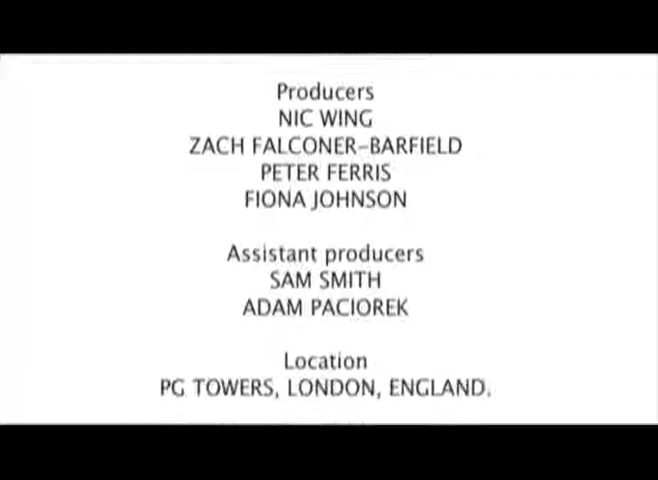 Producers
NIC WING
ZACH FALCONER-BARFIELD
PETER FERRIS
FIONA JOHNSON
Assistant producers
SAM SMITH
ADAM PACIOREK
Location
PG TOWERS, LONDON, ENGLAND.